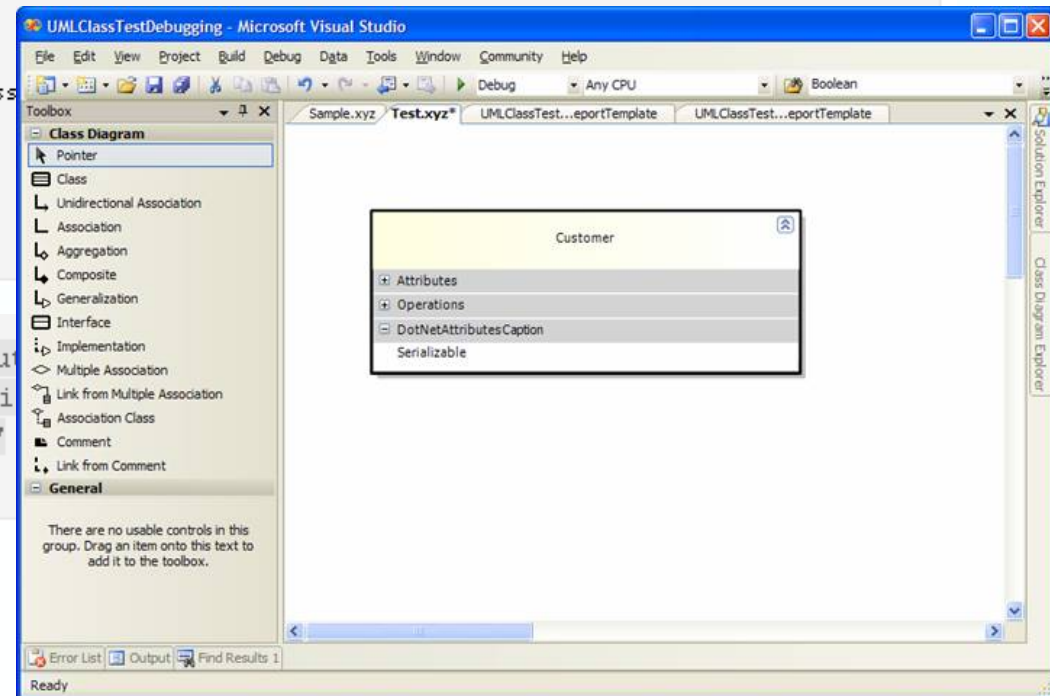 UMLClassTestDebugging - Microsoft Visual Studio
File Edit View Project Build Debug Data Tools Window Community Help
Debug Any CPU Boolean
Toolbox
Sample.xyz Test.xyz* UMLClassTest...eportTemplate UMLClassTest...eportTemplate
Class Diagram
Pointer
Class
Unidirectional Association
Association
Aggregation
Composite
Generalization
Interface
Implementation
Multiple Association
Link from Multiple Association
Association Class
Comment
Link from Comment
General
There are no usable controls in this
group. Drag an item onto this text to
add it to the toolbox.
Customer
Attributes
Operations
DotNetAttributesCaption
Serializable
Solution Explorer
Class Diagram Explorer
Error List Output Find Results 1
Ready